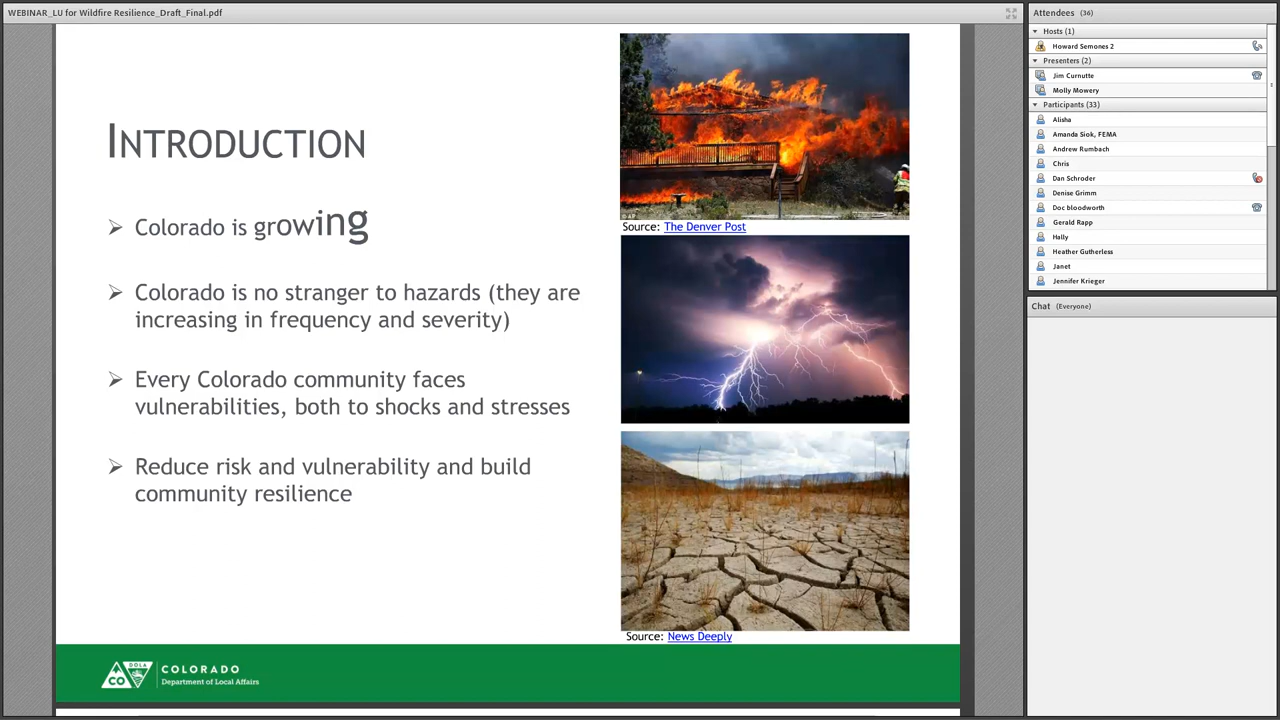 WEBINAR_LU for Wildfire Resilience_Draft_Final.pdf
INTRODUCTION
Colorado is growing
Colorado is no stranger to hazards (they are
increasing in frequency and severity)
Every Colorado community faces
vulnerabilities, both to shocks and stresses
Reduce risk and vulnerability and build
community resilience
© AP
Source: The Denver Post
Source: News Deeply
CO
DOLA
COLORADO
Department of Local Affairs
Attendees (36)
Hosts (1)
Howard Semones 2
Presenters (2)
Jim Curnutte
Molly Mowery
Participants (33)
Alisha
Amanda Siok, FEMA
Andrew Rumbach
Chris
Dan Schroder
Denise Grimm
Doc bloodworth
Gerald Rapp
Hally
Heather Gutherless
Janet
Jennifer Krieger
Chat (Everyone)